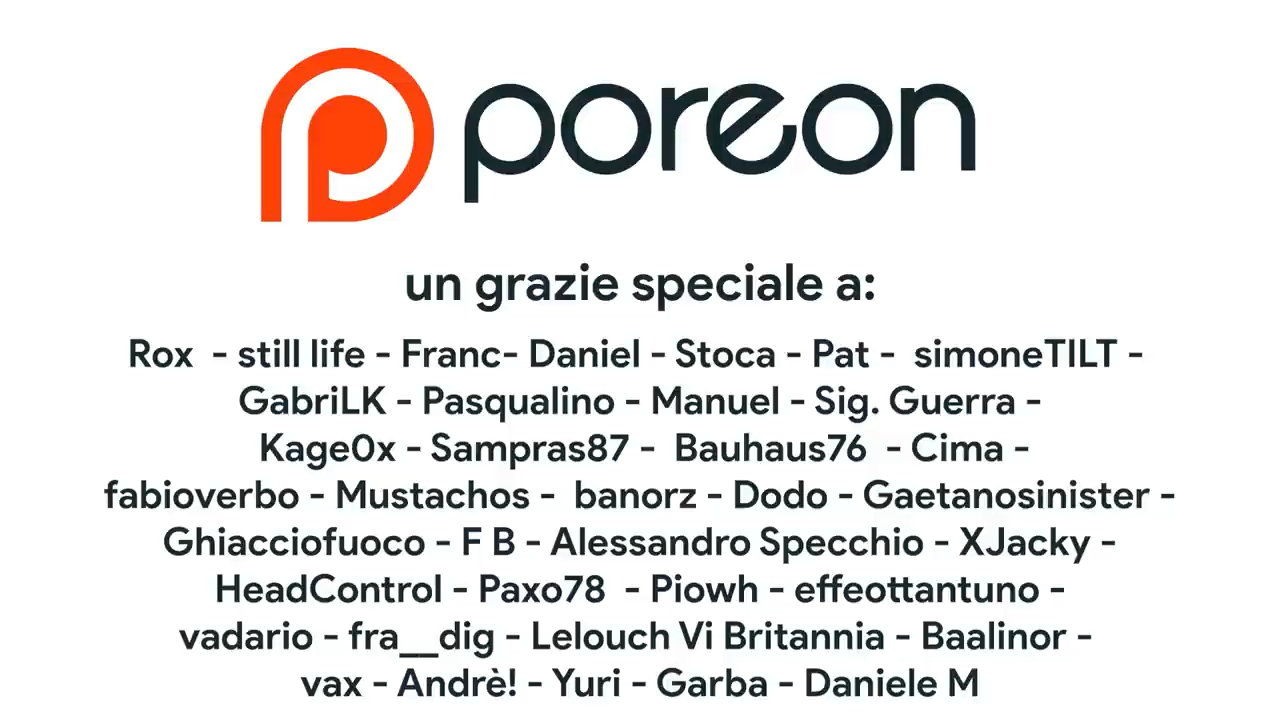 poreon
un grazie speciale a:
Rox - still life - Franc- Daniel - Stoca - Pat - simoneTILT -
GabriLK - Pasqualino - Manuel - Sig. Guerra -
Kage0x - Sampras87 - Bauhaus76 - Cima -
fabioverbo - Mustachos - banorz - Dodo - Gaetanosinister -
Ghiacciofuoco - F B - Alessandro Specchio - XJacky -
HeadControl - Paxo78 - Piowh - effeottantuno -
vadario - fra__dig - Lelouch Vi Britannia - Baalinor -
vax - Andrè! - Yuri - Garba - Daniele M